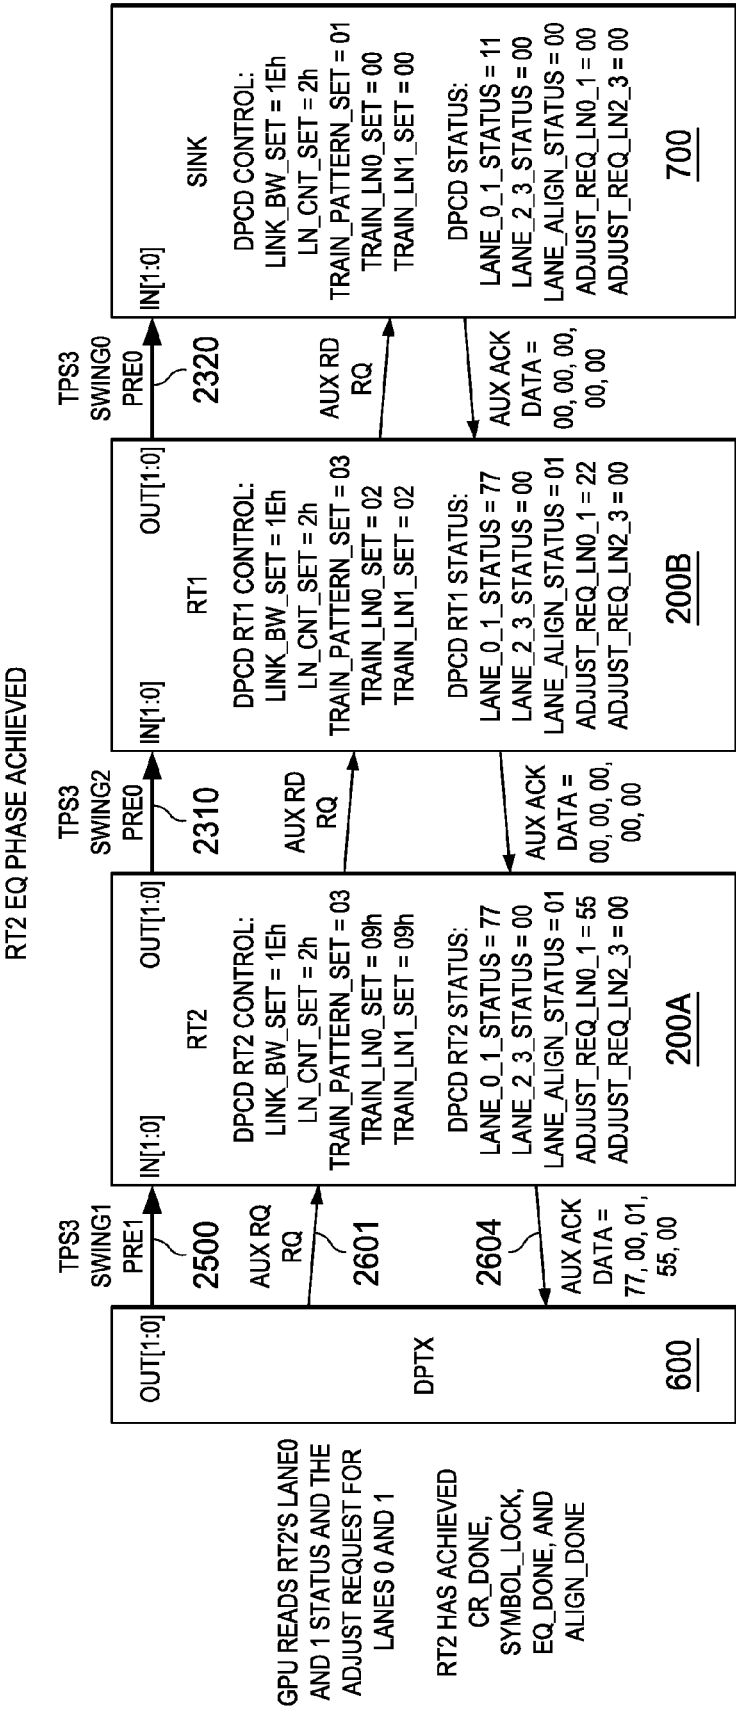 RT2 EQ PHASE ACHIEVED
GPU READS RT2'S LANE0
AND 1 STATUS AND THE
ADJUST REQUEST FOR
LANES 0 AND 1
RT2 HAS ACHIEVED
CR_DONE,
SYMBOL_LOCK,
EQ_DONE, AND
ALIGN_DONE
OUT[1:0]
DPTX
600
TPS3
SWING1
PRE1
2500
AUX RQ
RQ
2601
2604
AUX ACK
DATA =
77, 00, 01,
55, 00
IN[1:0]
OUT[1:0]
RT2
DPCD RT2 CONTROL:
LINK_BW_SET = 1Eh
LN_CNT_SET = 2h
TRAIN_PATTERN_SET = 03
TRAIN_LN0_SET = 09h
TRAIN_LN1_SET = 09h
DPCD RT2 STATUS:
LANE_0_1_STATUS = 77
LANE_2_3_STATUS = 00
LANE_ALIGN_STATUS = 01
ADJUST_REQ_LN0_1 = 55
ADJUST_REQ_LN2_3 = 00
200A
TPS3
SWING2
PRE0
2310
AUX RD
RQ
AUX ACK
DATA =
00, 00, 00,
00, 00
IN[1:0]
OUT[1:0]
RT1
DPCD RT1 CONTROL:
LINK_BW_SET = 1Eh
LN_CNT_SET = 2h
TRAIN_PATTERN_SET = 03
TRAIN_LN0_SET = 02
TRAIN_LN1_SET = 02
DPCD RT1 STATUS:
LANE_0_1_STATUS = 77
LANE_2_3_STATUS = 00
LANE_ALIGN_STATUS = 01
ADJUST_REQ_LN0_1 = 22
ADJUST_REQ_LN2_3 = 00
200B
TPS3
SWING0
PRE0
2320
AUX RD
RQ
AUX ACK
DATA =
00, 00, 00,
00, 00
IN[1:0]
SINK
DPCD CONTROL:
LINK_BW_SET = 1Eh
LN_CNT_SET = 2h
TRAIN_PATTERN_SET = 01
TRAIN_LN0_SET = 00
TRAIN_LN1_SET = 00
DPCD STATUS:
LANE_0_1_STATUS = 11
LANE_2_3_STATUS = 00
LANE_ALIGN_STATUS = 00
ADJUST_REQ_LN0_1 = 00
ADJUST_REQ_LN2_3 = 00
700